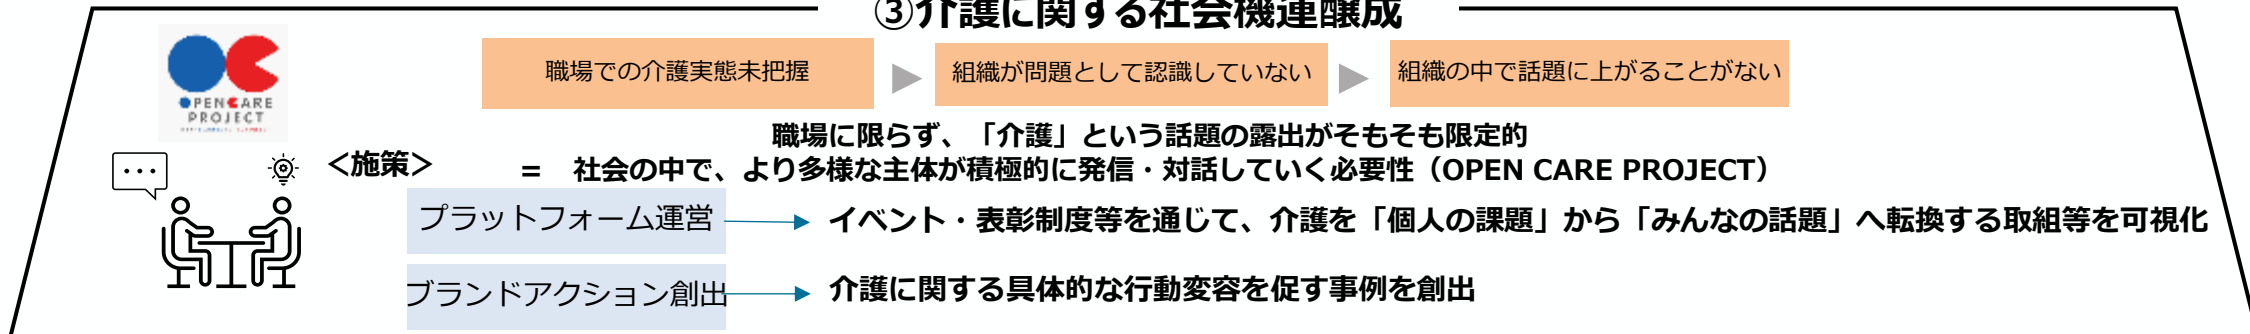 ③介護に関する社会機運醸成
OPEN CARE
PROJECT
職場での介護実態未把握
組織が問題として認識していない
組織の中で話題に上がることがない
職場に限らず、「介護」という話題の露出がそもそも限定的
＜施策＞
＝ 社会の中で、より多様な主体が積極的に発信・対話していく必要性（OPEN CARE PROJECT）
プラットフォーム運営
イベント・表彰制度等を通じて、介護を「個人の課題」から「みんなの話題」へ転換する取組等を可視化
ブランドアクション創出
介護に関する具体的な行動変容を促す事例を創出